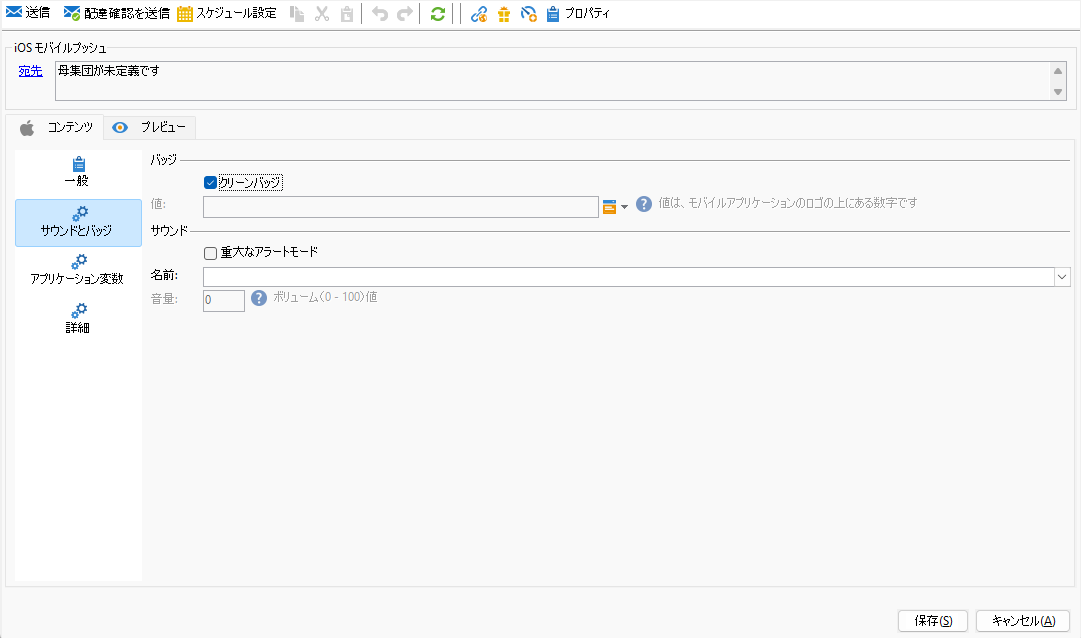 送信 配達確認を送信 スケジュール設定 プロパティ
iOS モバイルプッシュ
宛先 母集団が未定義です
コンテンツ プレビュー
一般
サウンドとバッジ
アプリケーション変数
詳細
バッジ
クリーンバッジ
値: 値は、モバイルアプリケーションのロゴの上にある数字です
サウンド
重大なアラートモード
名前:
音量: 0 ボリューム(0 - 100)値
保存(S) キャンセル(A)